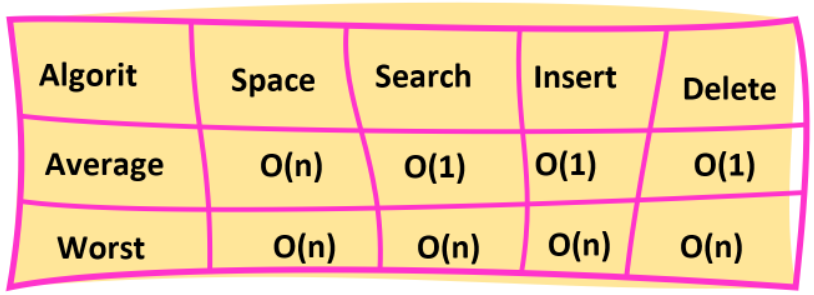 Algorit Space Search Insert Delete
Average O(n) O(1) O(1) O(1)
Worst O(n) O(n) O(n) O(n)